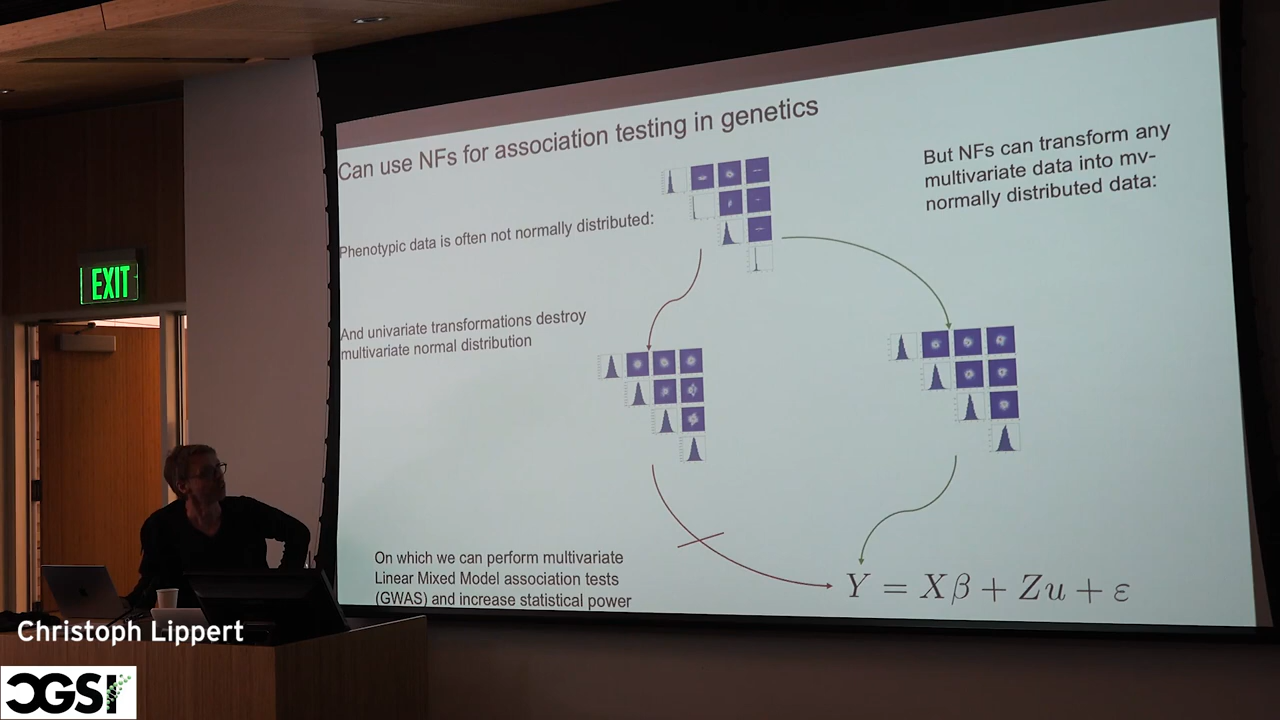 Can use NFs for association testing in genetics
But NFs can transform any
multivariate data into mv-
normally distributed data:
Phenotypic data is often not normally distributed:
And univariate transformations destroy
multivariate normal distribution
On which we can perform multivariate
Linear Mixed Model association tests
(GWAS) and increase statistical power
Y = Xβ + Zu + ε
EXIT
Christoph Lippert
CGSI